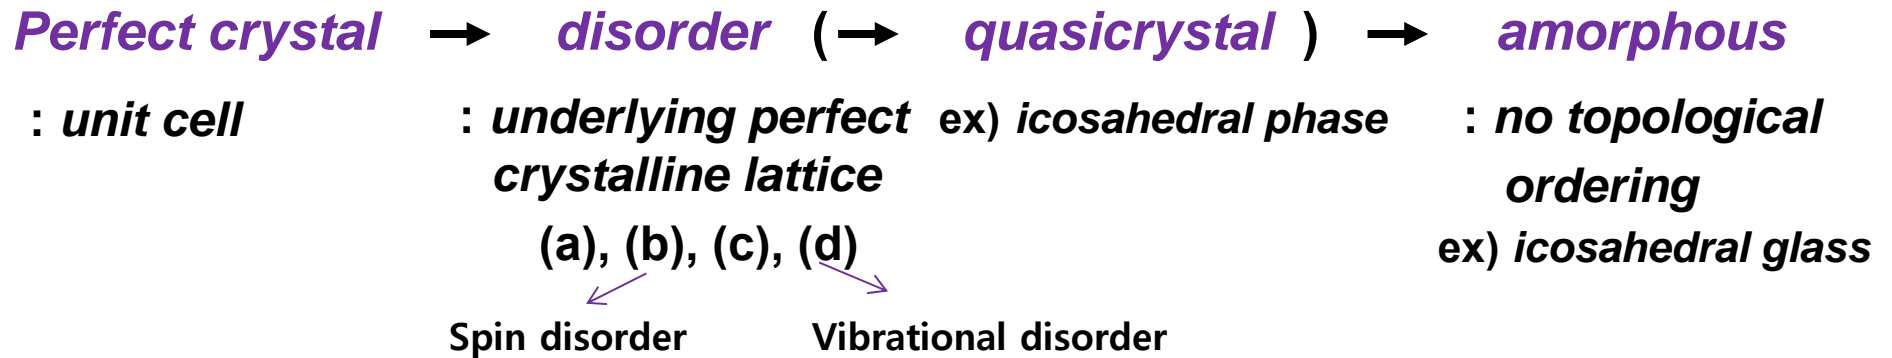 Perfect crystal → disorder (→ quasicrystal ) → amorphous
: unit cell
: underlying perfect
crystalline lattice
(a), (b), (c), (d)
Spin disorder
Vibrational disorder
ex) icosahedral phase
: no topological
ordering
ex) icosahedral glass